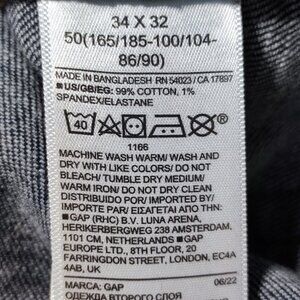 34 X 32
50(165/185-100/104-
86/90)
MADE IN BANGLADESH RN 54023 / CA 17897
■US/GB/EG: 99% COTTON, 1%
SPANDEX/ELASTANE
40
1166
MACHINE WASH WARM/ WASH AND
DRY WITH LIKE COLORS/ DO NOT
BLEACH/ TUMBLE DRY MEDIUM/
WARM IRON/ DO NOT DRY CLEAN
DISTRIBUIDO POR/ IMPORTED BY/
IMPORTE PAR/ ΕΙΣΑΓΕΤΑΙ ΑΠΟ ΤΗΝ:
■GAP (RHC) B.V. LUNA ARENA,
HERIKERBERGWEG 238 AMSTERDAM,
1101 CM, NETHERLANDS ■GAP
EUROPE LTD., 8TH FLOOR, 20
FARRINGDON STREET, LONDON, EC4A
4AB, UK
MARCA: GAP 06/22
ОДЕЖДА ВТОРОГО СЛОЯ